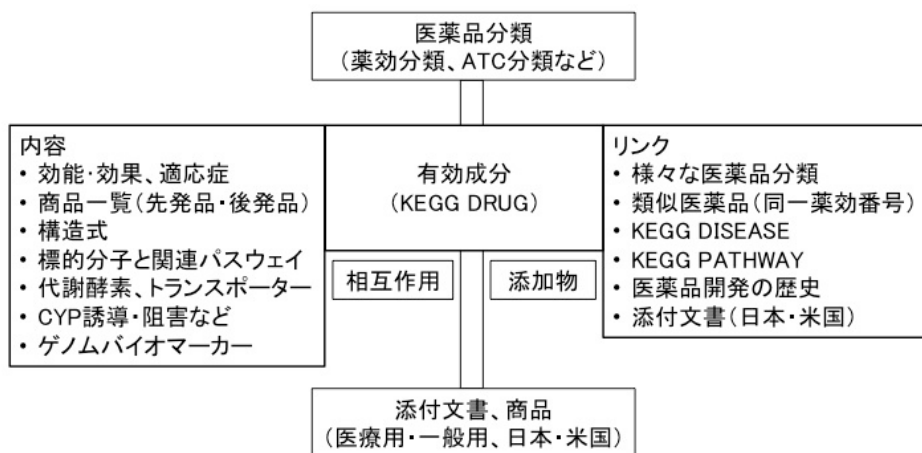 医薬品分類
(薬効分類、ATC分類など)
内容
• 効能・効果、適応症
• 商品一覧(先発品・後発品)
• 構造式
• 標的分子と関連パスウェイ
• 代謝酵素、トランスポーター
• CYP誘導・阻害など
• ゲノムバイオマーカー
有効成分
(KEGG DRUG)
相互作用
添加物
リンク
• 様々な医薬品分類
• 類似医薬品(同一薬効番号)
• KEGG DISEASE
• KEGG PATHWAY
• 医薬品開発の歴史
• 添付文書(日本・米国)
添付文書、商品
(医療用・一般用、日本・米国)